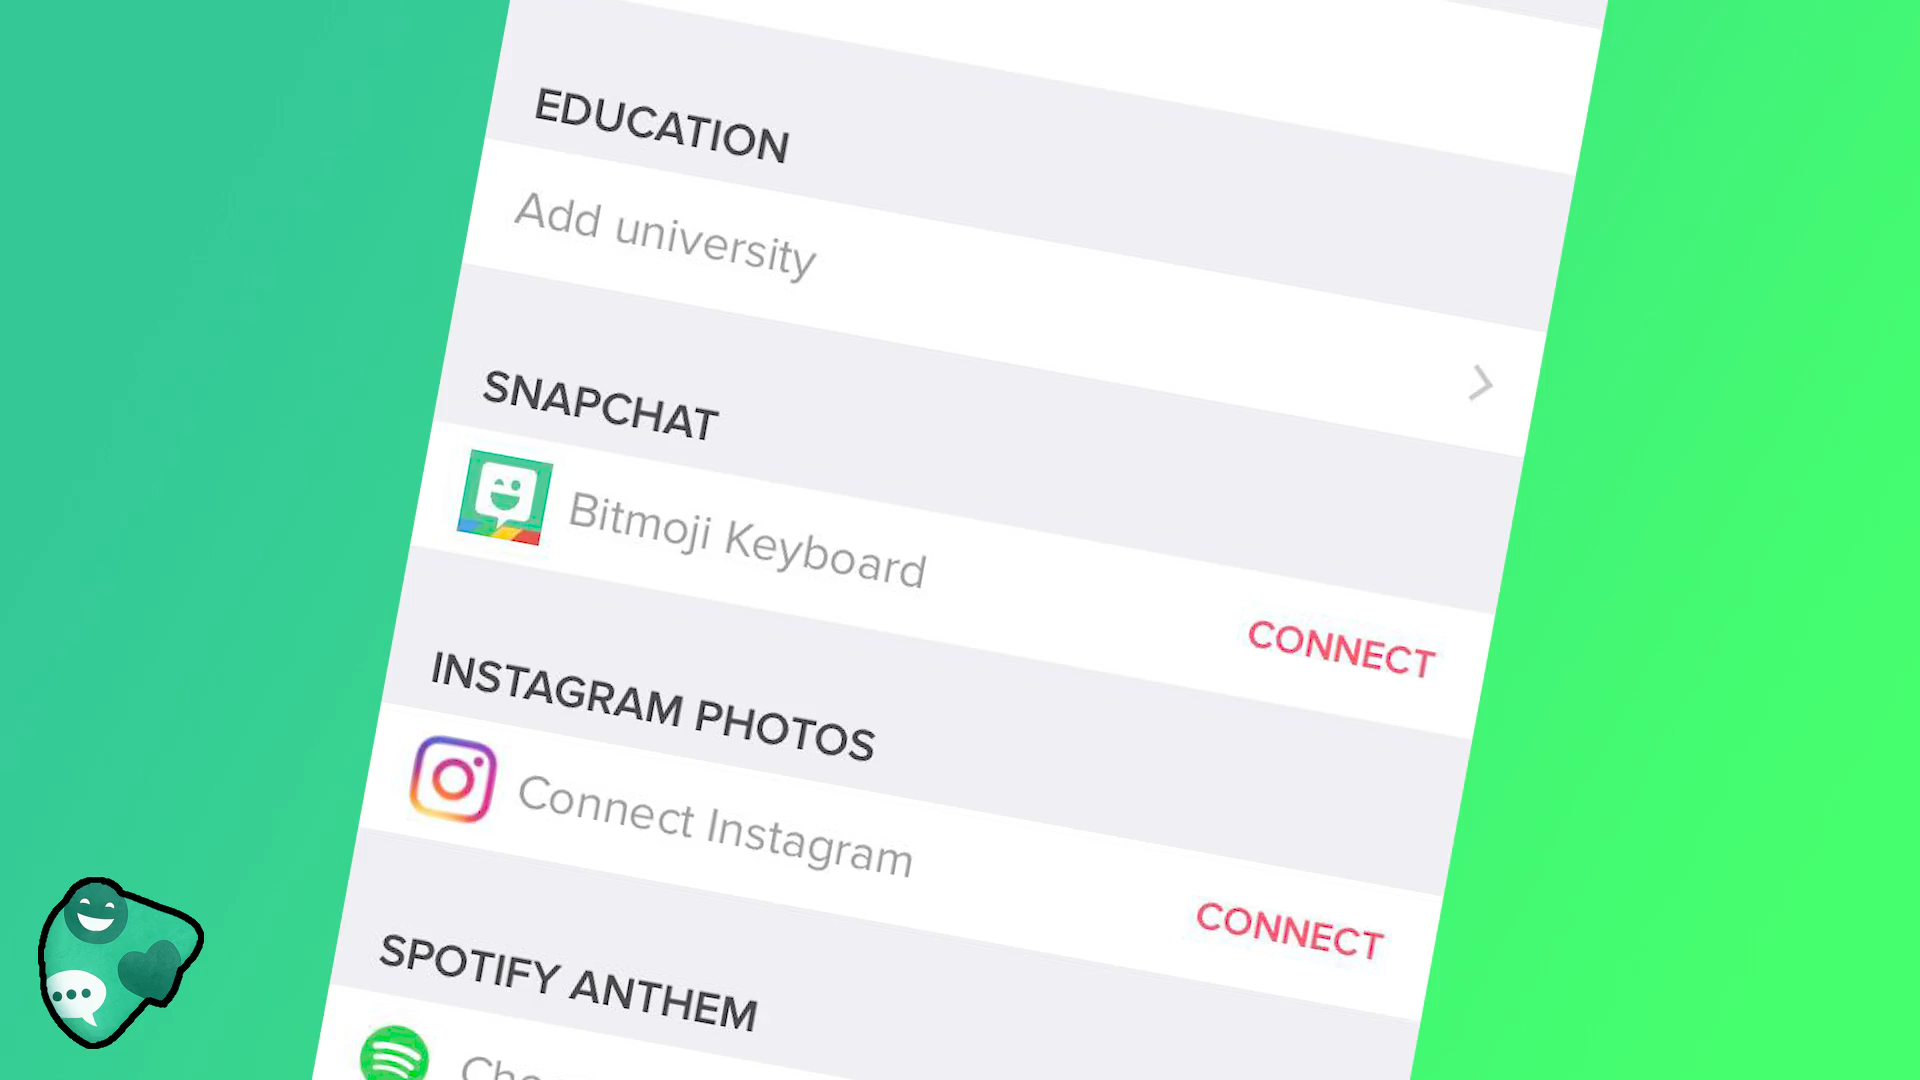 EDUCATION
Add university
SNAPCHAT
Bitmoji Keyboard
CONNECT
INSTAGRAM PHOTOS
Connect Instagram
CONNECT
SPOTIFY ANTHEM